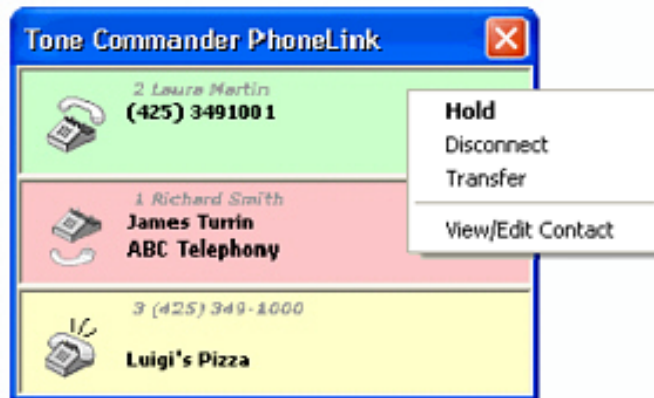 Tone Commander PhoneLink
2 Laura Martin
(425) 3491001
Hold
Disconnect
Transfer
View/Edit Contact
1 Richard Smith
James Turrin
ABC Telephony
3 (425) 349-1000
Luigi's Pizza